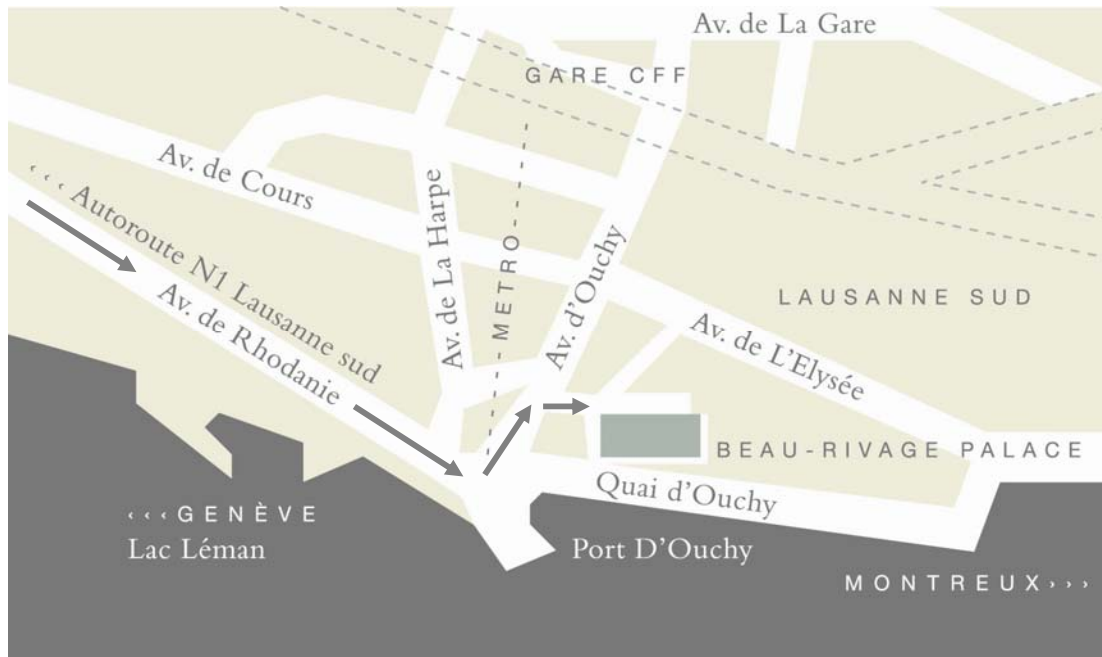 Av. de La Gare
GARE CFF
Av. de Cours
‹ ‹ ‹ Autoroute N1 Lausanne sud
Av. de Rhodanie
Av. de La Harpe
METRO
Av. d’Ouchy
LAUSANNE SUD
Av. de L’Elysée
BEAU-RIVAGE PALACE
Quai d’Ouchy
‹ ‹ ‹ GENÈVE
Lac Léman
Port D’Ouchy
MONTREUX › › ›